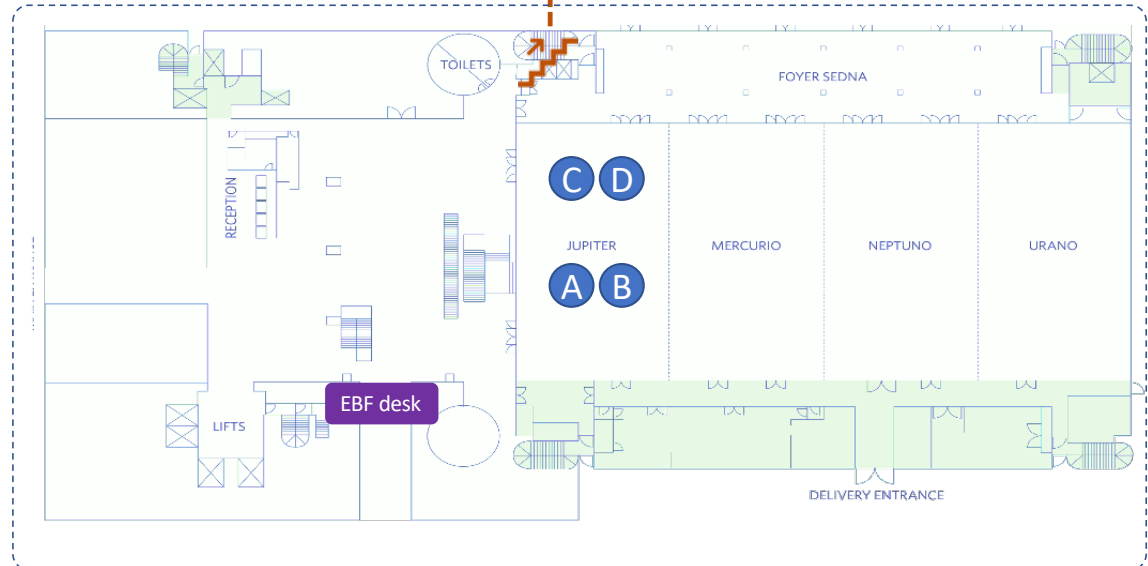 TOILETS
FOYER SEDNA
RECEPTION
C D
JUPITER
MERCURIO
NEPTUNO
URANO
A B
EBF desk
LIFTS
DELIVERY ENTRANCE